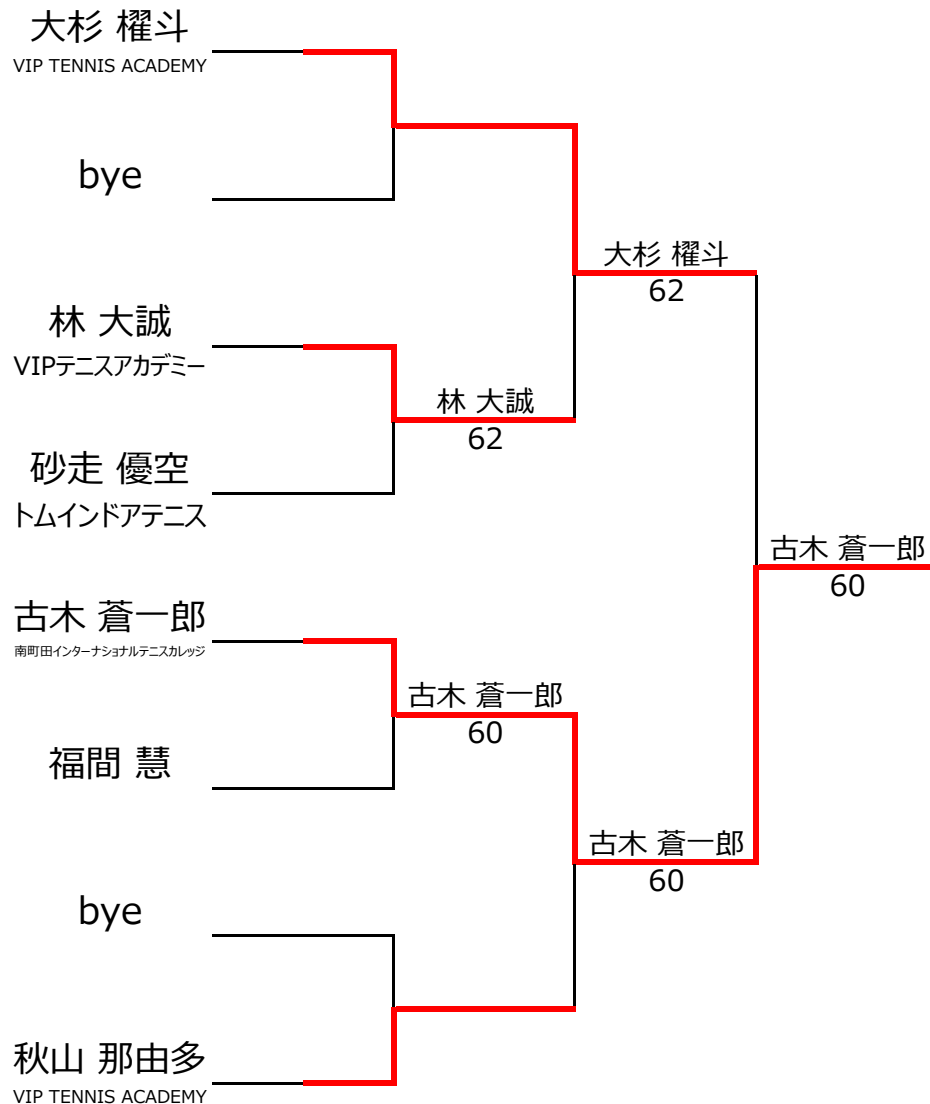 大杉 櫂斗
VIP TENNIS ACADEMY
bye
林 大誠
VIPテニスアカデミー
砂走 優空
トムインドアテニス
古木 蒼一郎
南町田インターナショナルテニスカレッジ
福間 慧
bye
秋山 那由多
VIP TENNIS ACADEMY
林 大誠
62
古木 蒼一郎
60
大杉 櫂斗
62
古木 蒼一郎
60
古木 蒼一郎
60